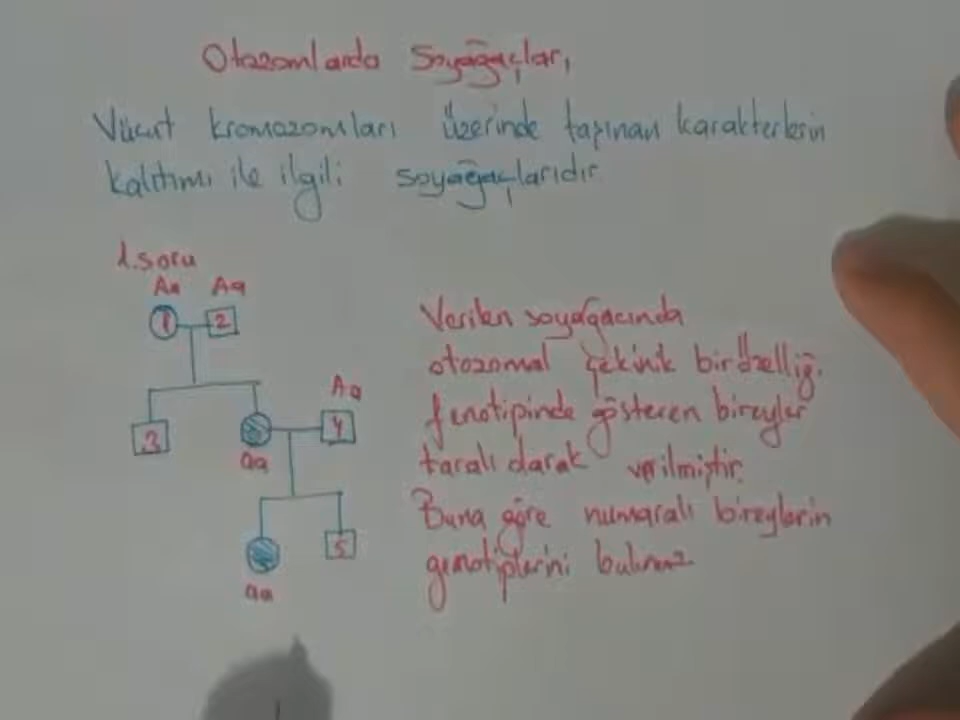 Otozomlarda Soyağaçları
Vücut kromozomları üzerinde taşınan karakterlerin
kalıtımı ile ilgili soyağaçlarıdır
1.soru
Aa Aa
1 2
Aa
3 4
aa
5
aa
Verilen soyağacında
otozomal çekinik bir özelliği
fenotipinde gösteren bireyler
taralı olarak verilmiştir.
Buna göre numaralı bireylerin
genotiplerini bulunuz